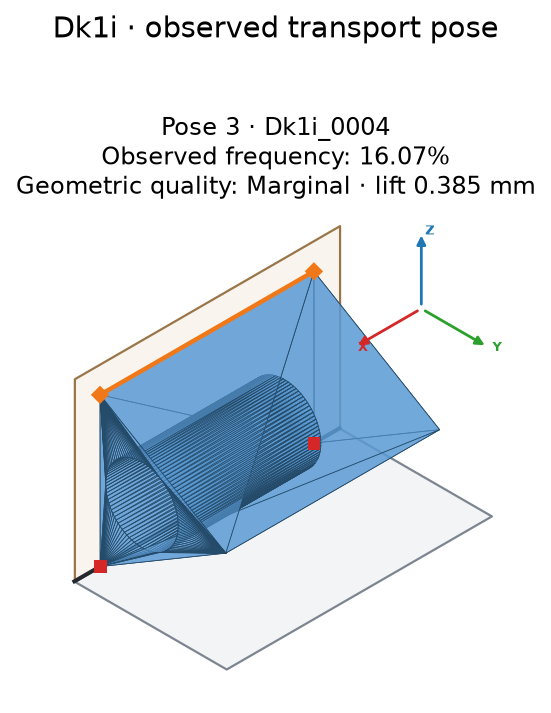 Dk1i · observed transport pose
Pose 3 · Dk1i_0004
Observed frequency: 16.07%
Geometric quality: Marginal · lift 0.385 mm
Z
X
Y